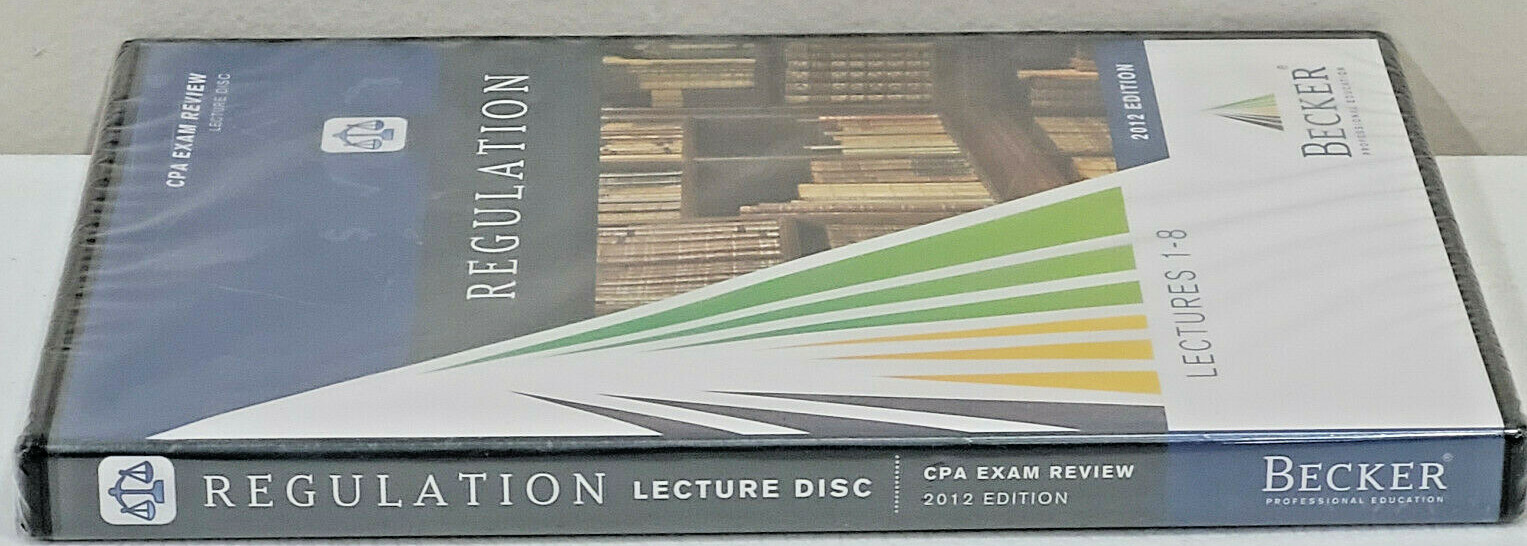 CPA EXAM REVIEW
LECTURE DISC
REGULATION
2012 EDITION
BECKER®
PROFESSIONAL EDUCATION
LECTURES 1-8
REGULATION LECTURE DISC
CPA EXAM REVIEW
2012 EDITION
BECKER®
PROFESSIONAL EDUCATION